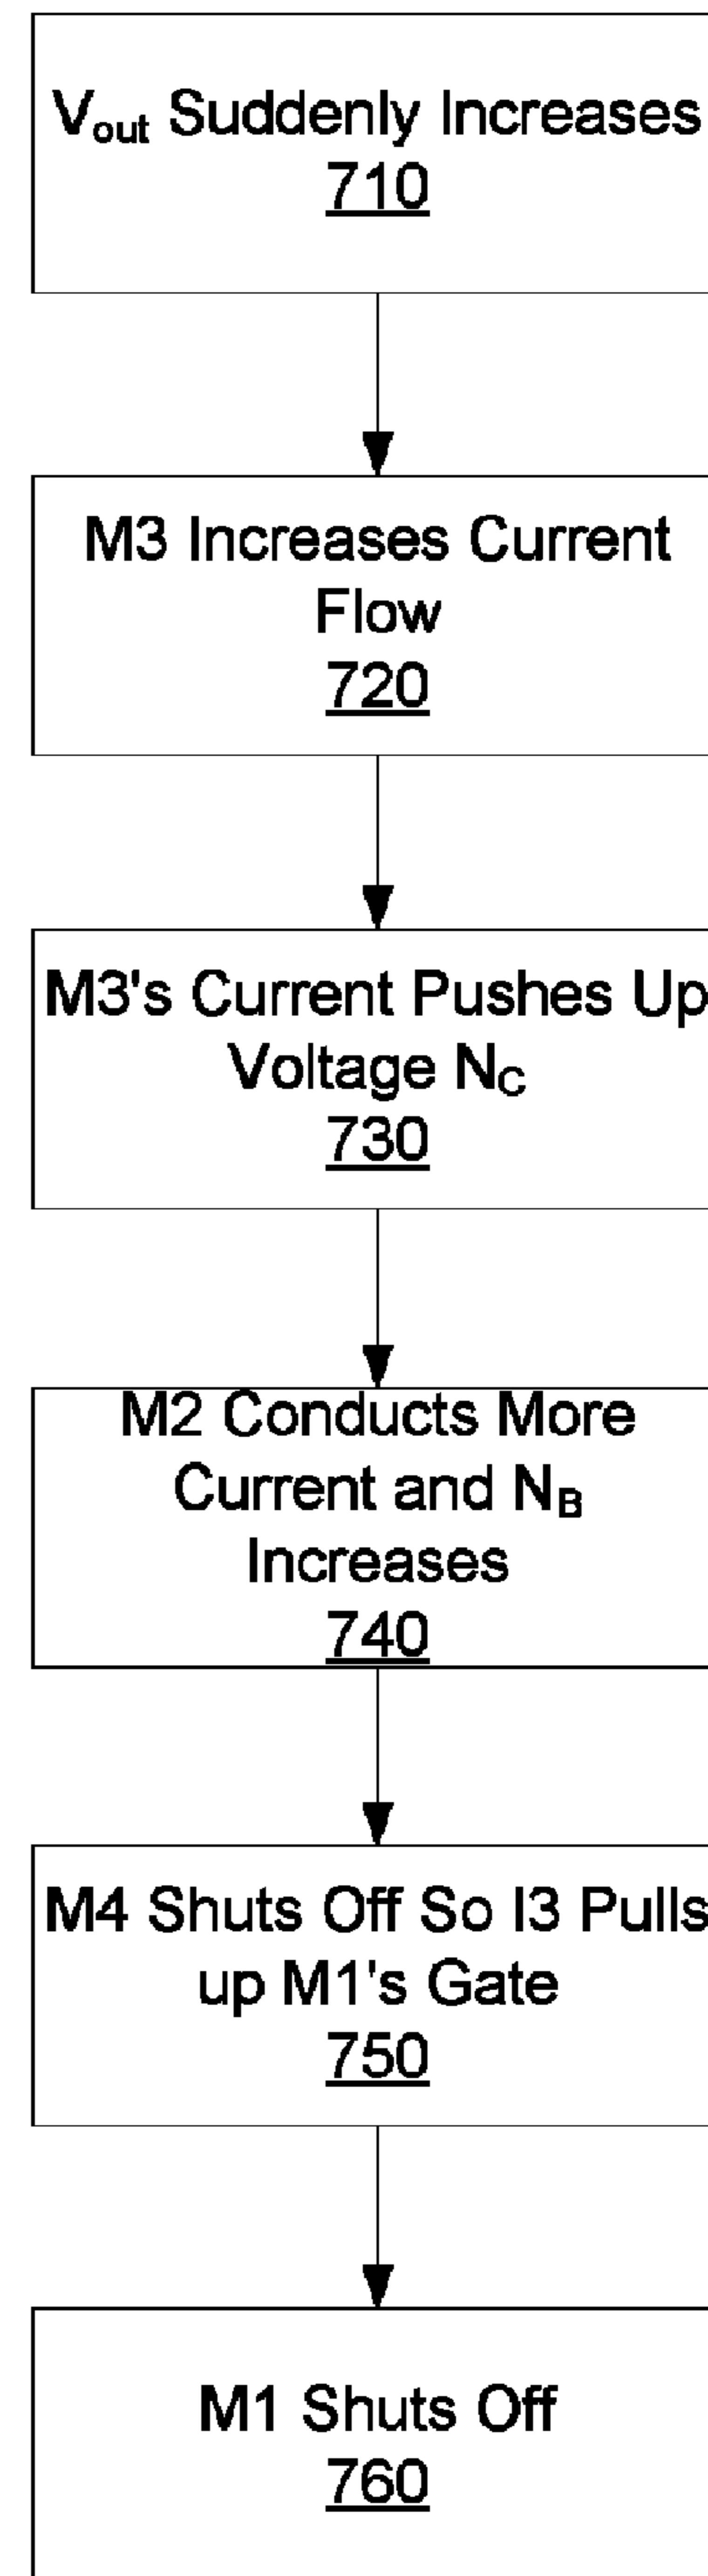 Vout Suddenly Increases
710
M3 Increases Current
Flow
720
M3's Current Pushes Up
Voltage NC
730
M2 Conducts More
Current and NB
Increases
740
M4 Shuts Off So I3 Pulls
up M1's Gate
750
M1 Shuts Off
760